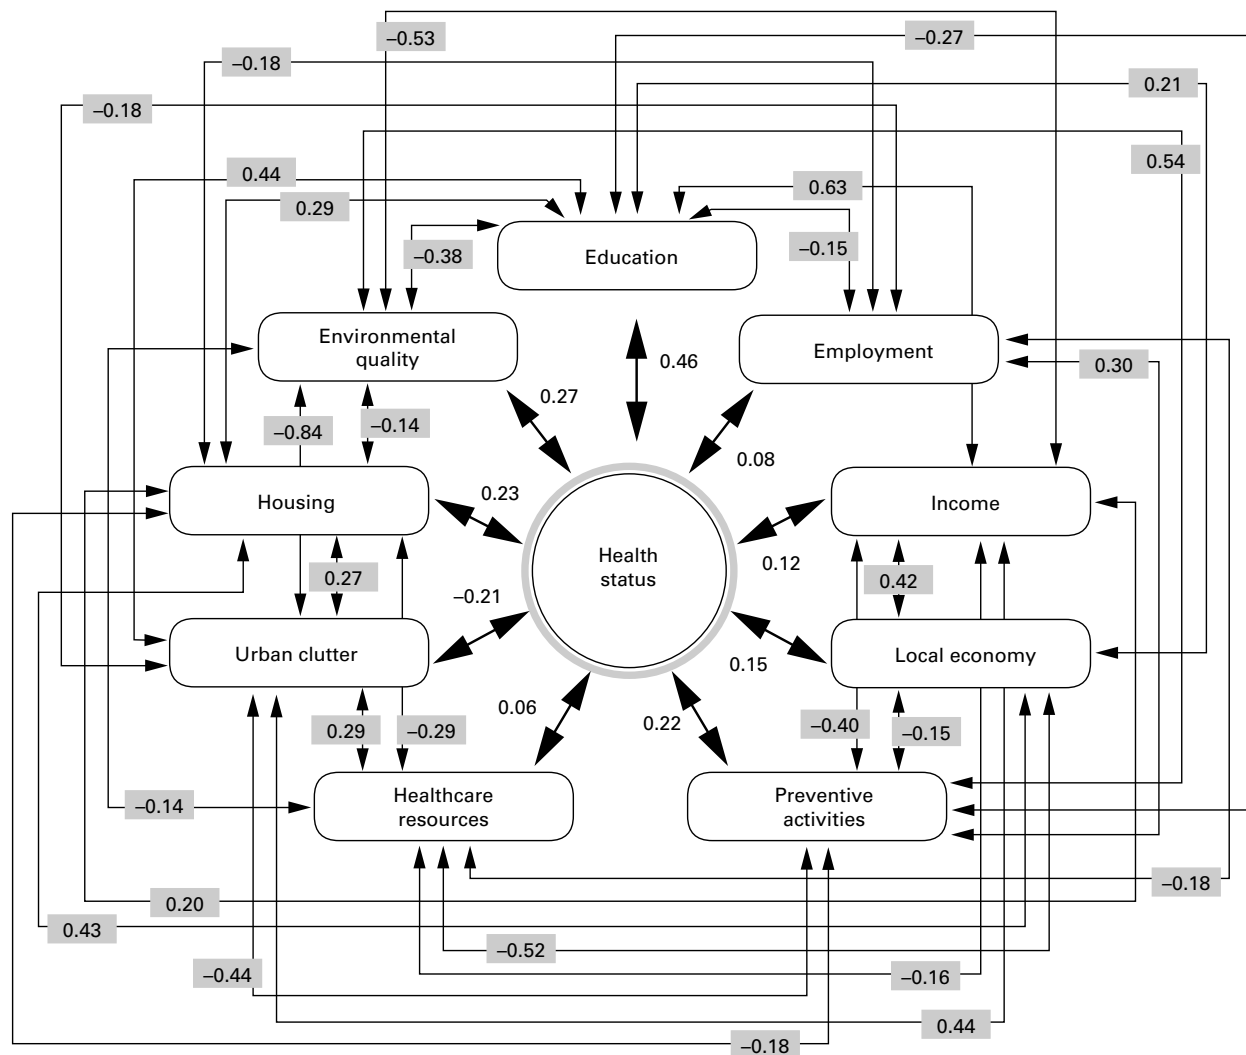 –0.53
–0.27
–0.18
0.21
–0.18
0.54
0.44
0.63
0.29
–0.15
–0.38
Education
Environmental
quality
Employment
0.46
0.30
0.27
–0.84
–0.14
0.08
Housing
0.23
Income
Health
status
0.12
0.27
0.42
–0.21
Urban clutter
0.15
Local economy
0.06
0.22
0.29
–0.29
–0.40
–0.15
Healthcare
resources
Preventive
activities
–0.14
–0.18
0.20
0.43
–0.52
–0.44
–0.16
0.44
–0.18